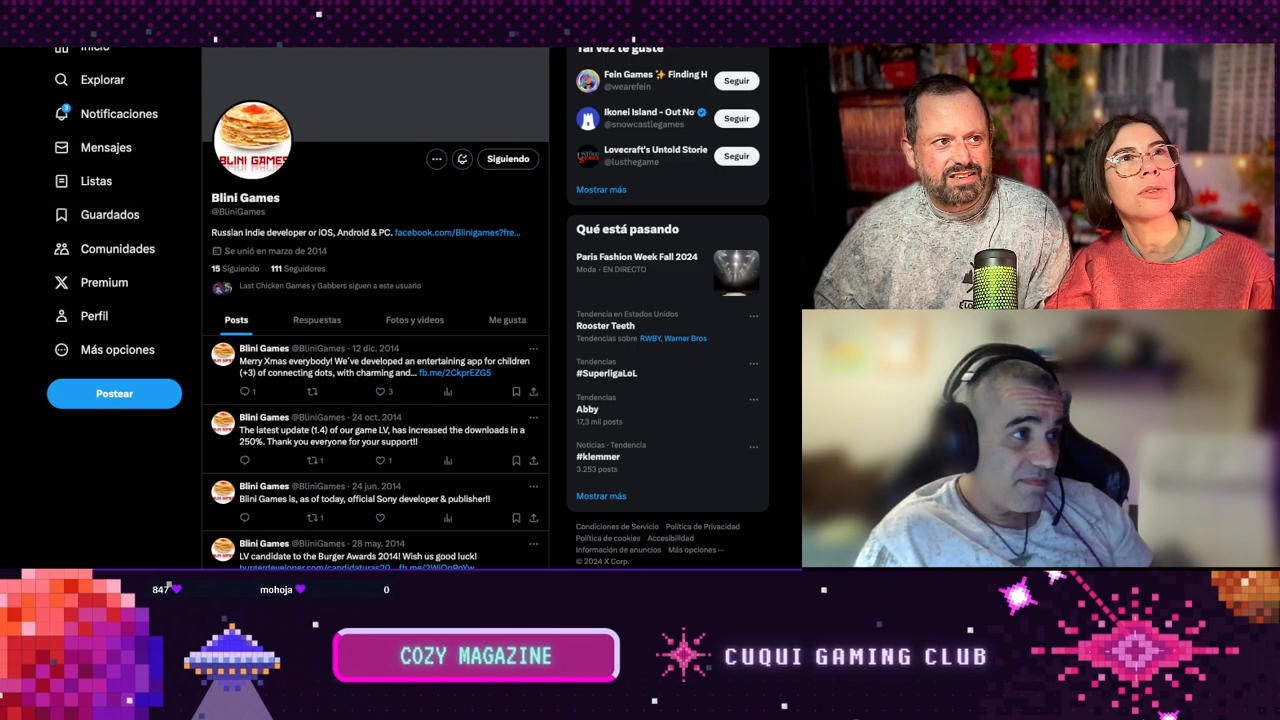 Inicio
Explorar
3
Notificaciones
Mensajes
Listas
Guardados
Comunidades
Premium
Perfil
Más opciones
Postear
BLINI GAMES
Siguiendo
Blini Games
@BliniGames
Russian indie developer or iOS, Android & PC. facebook.com/Blinigames?fre...
Se unió en marzo de 2014
15 Siguiendo 111 Seguidores
Last Chicken Games y Gabbers siguen a este usuario
Posts Respuestas Fotos y videos Me gusta
Blini Games @BliniGames · 12 dic. 2014
Merry Xmas everybody! We´ve developed an entertaining app for children
(+3) of connecting dots, with charming and... fb.me/2CkprEZG5
1 3
Blini Games @BliniGames · 24 oct. 2014
The latest update (1.4) of our game LV, has increased the downloads in a
250%. Thank you everyone for your support!!
1 1
Blini Games @BliniGames · 24 jun. 2014
Blini Games is, as of today, official Sony developer & publisher!!
1
Blini Games @BliniGames · 28 may. 2014
LV candidate to the Burger Awards 2014! Wish us good luck!
Tal vez te guste
Fein Games ✨ Finding H
@wearefein
Seguir
Ikonei Island - Out No
@snowcastlegames
Seguir
Lovecraft's Untold Storie
@lusthegame
Seguir
Mostrar más
Qué está pasando
Paris Fashion Week Fall 2024
Moda · EN DIRECTO
Tendencia en Estados Unidos
Rooster Teeth
Tendencias sobre RWBY, Warner Bros
Tendencias
#SuperligaLoL
Tendencias
Abby
17,3 mil posts
Noticias · Tendencia
#klemmer
3.253 posts
Mostrar más
Condiciones de Servicio Política de Privacidad
Política de cookies Accesibilidad
Información de anuncios Más opciones ···
© 2024 X Corp.
847 mohoja 0
COZY MAGAZINE
CUQUI GAMING CLUB